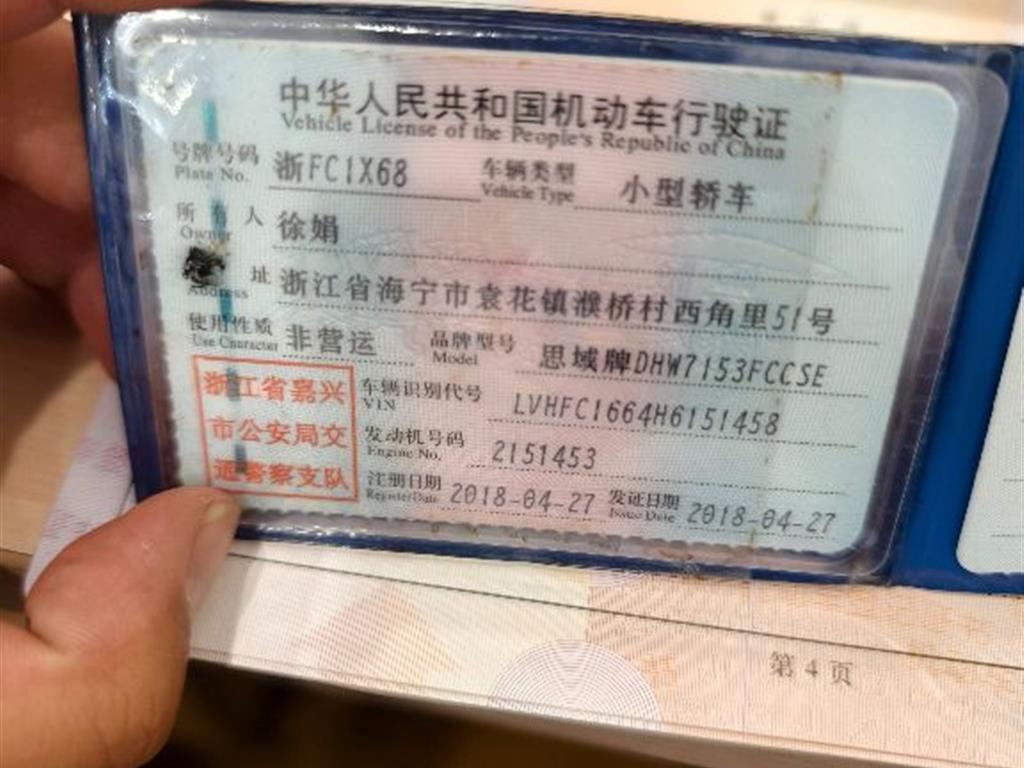 中华人民共和国机动车行驶证
Vehicle License of the People's Republic of China
号牌号码 浙FC1X68 车辆类型 小型轿车
Plate No. Vehicle Type
所有人 徐娟
Owner
址 浙江省海宁市袁花镇濮桥村西角里51号
Address
使用性质 非营运 品牌型号 思域牌DHW7153FCCSE
Use Character Model
浙江省嘉兴
市公安局交
通警察支队
车辆识别代号 LVHFC1664H6151458
VIN
发动机号码 2151453
Engine No.
注册日期 2018-04-27 发证日期 2018-04-27
Register Date Issue Date
第4页